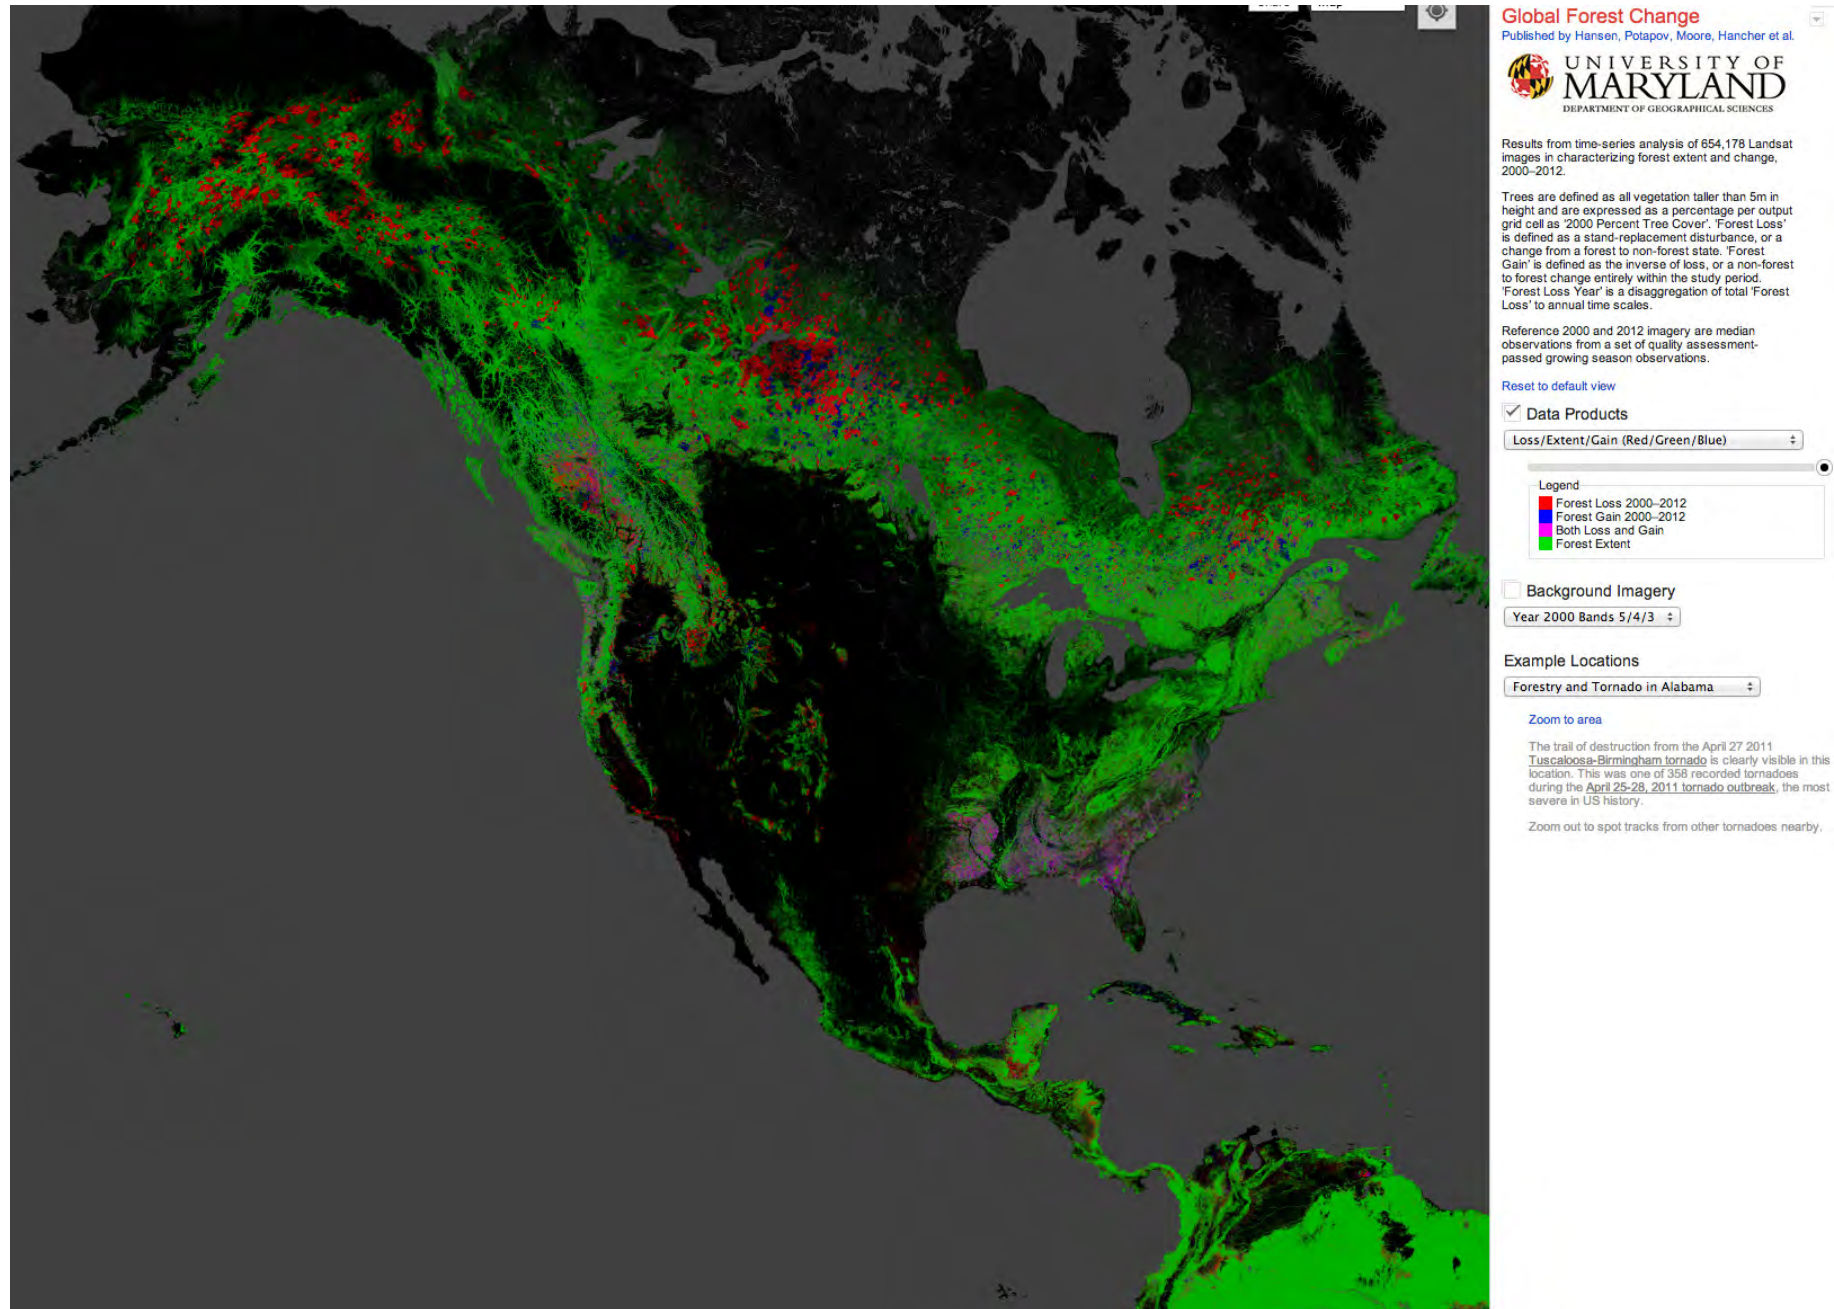 Global Forest Change
Published by Hansen, Potapov, Moore, Hancher et al.
UNIVERSITY OF
MARYLAND
DEPARTMENT OF GEOGRAPHICAL SCIENCES
Results from time-series analysis of 654,178 Landsat
images in characterizing forest extent and change,
2000–2012.
Trees are defined as all vegetation taller than 5m in
height and are expressed as a percentage per output
grid cell as '2000 Percent Tree Cover'. 'Forest Loss'
is defined as a stand-replacement disturbance, or a
change from a forest to non-forest state. 'Forest
Gain' is defined as the inverse of loss, or a non-forest
to forest change entirely within the study period.
'Forest Loss Year' is a disaggregation of total 'Forest
Loss' to annual time scales.
Reference 2000 and 2012 imagery are median
observations from a set of quality assessment-
passed growing season observations.
Reset to default view
Data Products
Loss/Extent/Gain (Red/Green/Blue)
Legend
Forest Loss 2000–2012
Forest Gain 2000–2012
Both Loss and Gain
Forest Extent
Background Imagery
Year 2000 Bands 5/4/3
Example Locations
Forestry and Tornado in Alabama
Zoom to area
The trail of destruction from the April 27 2011
Tuscaloosa-Birmingham tornado is clearly visible in this
location. This was one of 358 recorded tornadoes
during the April 25-28, 2011 tornado outbreak, the most
severe in US history.
Zoom out to spot tracks from other tornadoes nearby.